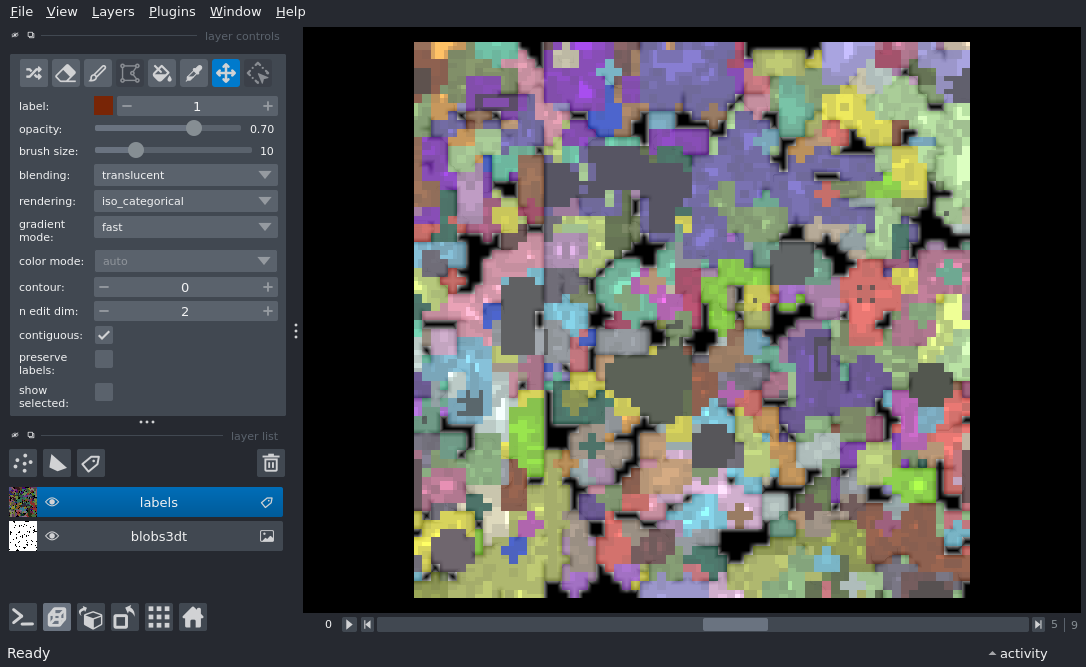 File View Layers Plugins Window Help
layer controls
label: 1
opacity: 0.70
brush size: 10
blending: translucent
rendering: iso_categorical
gradient
mode: fast
color mode: auto
contour: 0
n edit dim: 2
contiguous:
preserve
labels:
show
selected:
layer list
labels
blobs3dt
0 5 9
Ready activity